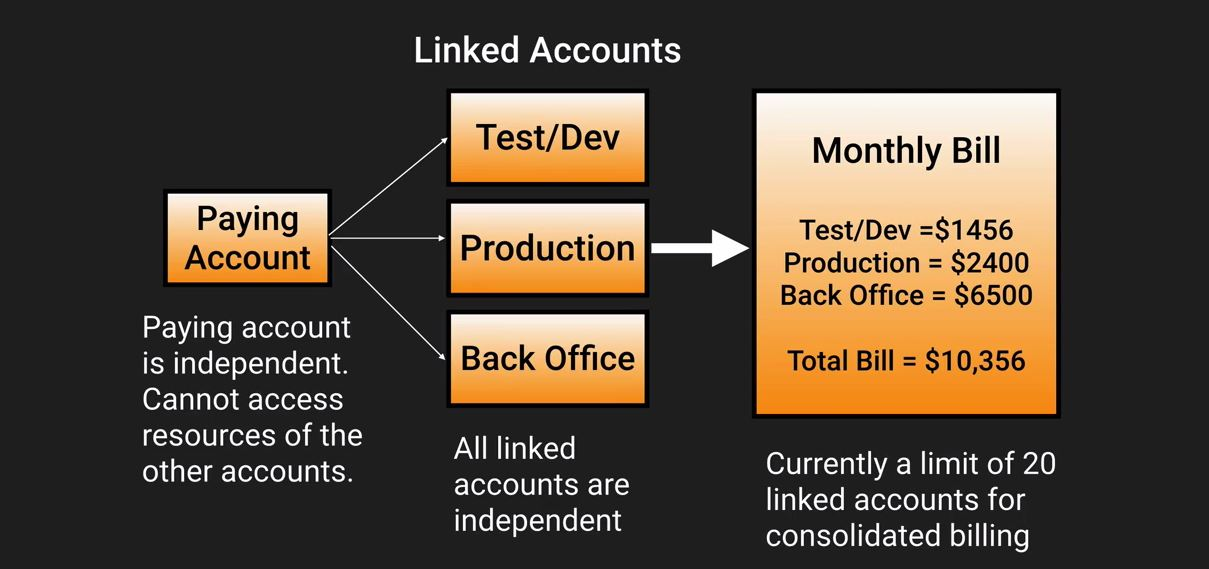 Linked Accounts
Paying
Account
Paying account
is independent.
Cannot access
resources of the
other accounts.
Test/Dev
Production
Back Office
All linked
accounts are
independent
Monthly Bill
Test/Dev =$1456
Production = $2400
Back Office = $6500
Total Bill = $10,356
Currently a limit of 20
linked accounts for
consolidated billing